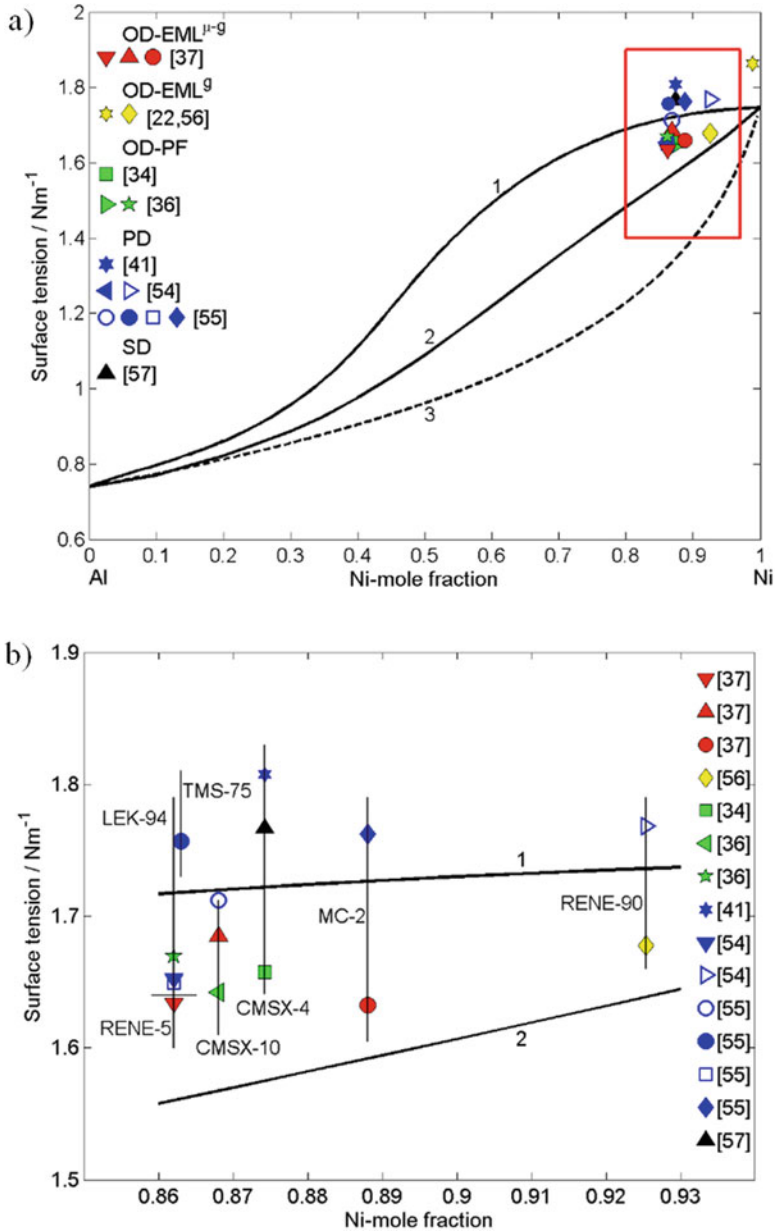 a)
2
1.8
1.6
1.4
1.2
1
0.8
0.6
Surface tension / Nm-1
OD-EMLμ-g
[37]
OD-EMLg
[22,56]
OD-PF
[34]
[36]
PD
[41]
[54]
[55]
SD
[57]
1
2
3
0 0.1 0.2 0.3 0.4 0.5 0.6 0.7 0.8 0.9 1
Al Ni-mole fraction Ni
b)
1.9
1.8
1.7
1.6
1.5
Surface tension / Nm-1
LEK-94
TMS-75
RENE-5
CMSX-10
CMSX-4
MC-2
RENE-90
1
2
[37]
[37]
[37]
[56]
[34]
[36]
[36]
[41]
[54]
[54]
[55]
[55]
[55]
[55]
[57]
0.86 0.87 0.88 0.89 0.9 0.91 0.92 0.93
Ni-mole fraction